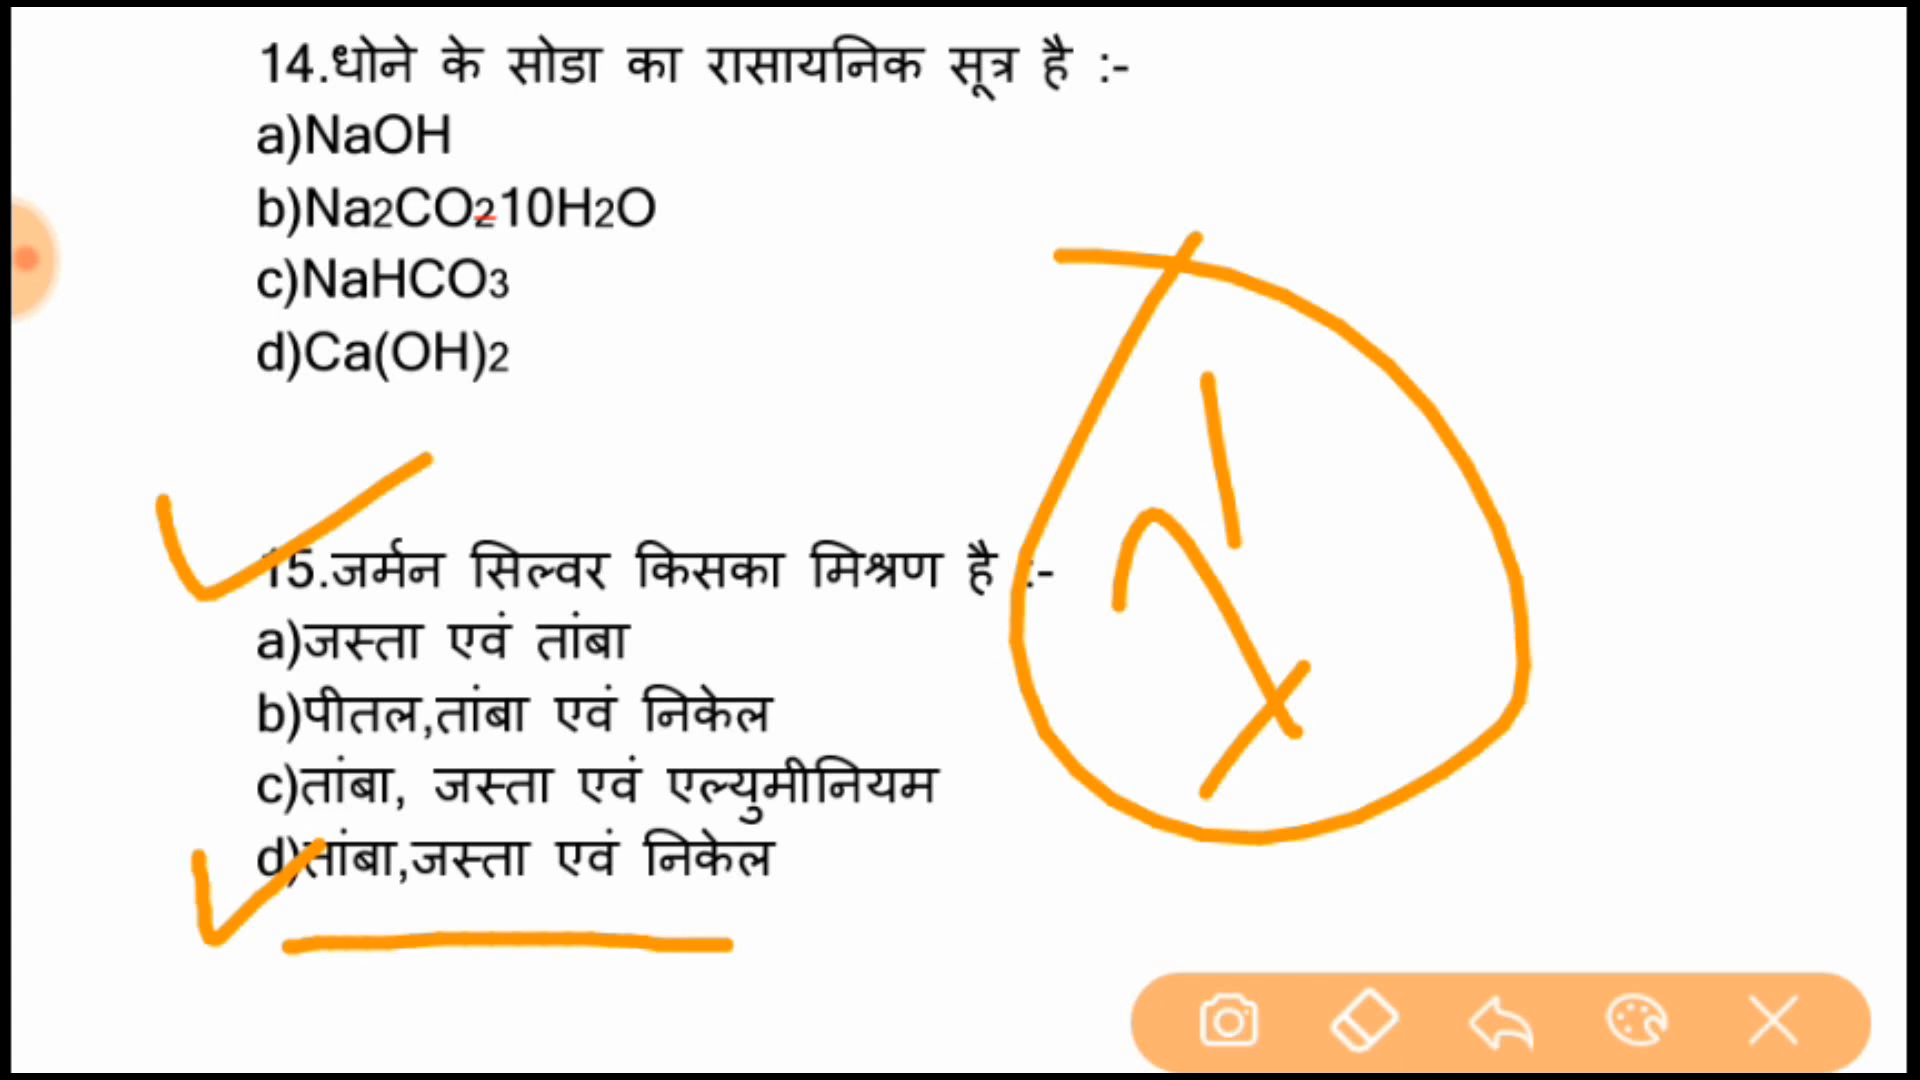 14.धोने के सोडा का रासायनिक सूत्र है :-
a)NaOH
b)Na2CO210H2O
c)NaHCO3
d)Ca(OH)2
15.जर्मन सिल्वर किसका मिश्रण है :-
a)जस्ता एवं तांबा
b)पीतल,तांबा एवं निकेल
c)तांबा, जस्ता एवं एल्युमीनियम
d)तांबा,जस्ता एवं निकेल